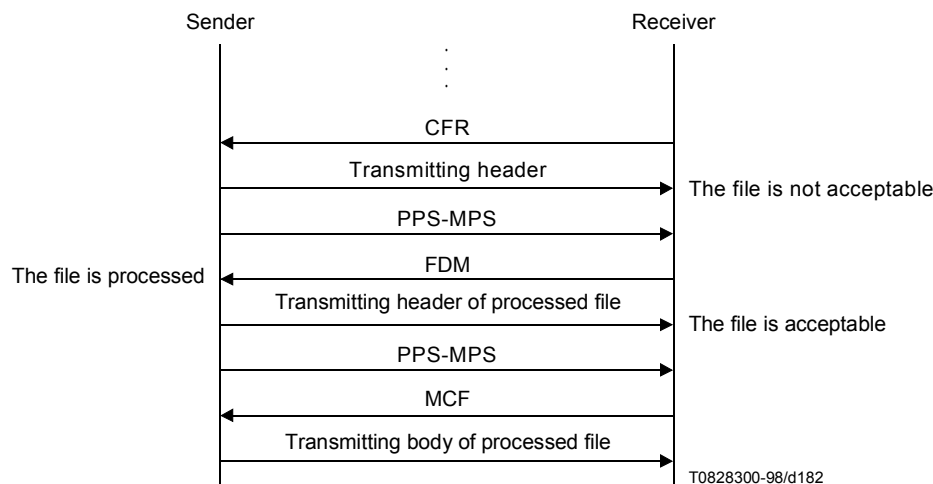 Sender
Receiver
.
.
.
CFR
Transmitting header
The file is not acceptable
PPS-MPS
FDM
The file is processed
Transmitting header of processed file
The file is acceptable
PPS-MPS
MCF
Transmitting body of processed file
T0828300-98/d182